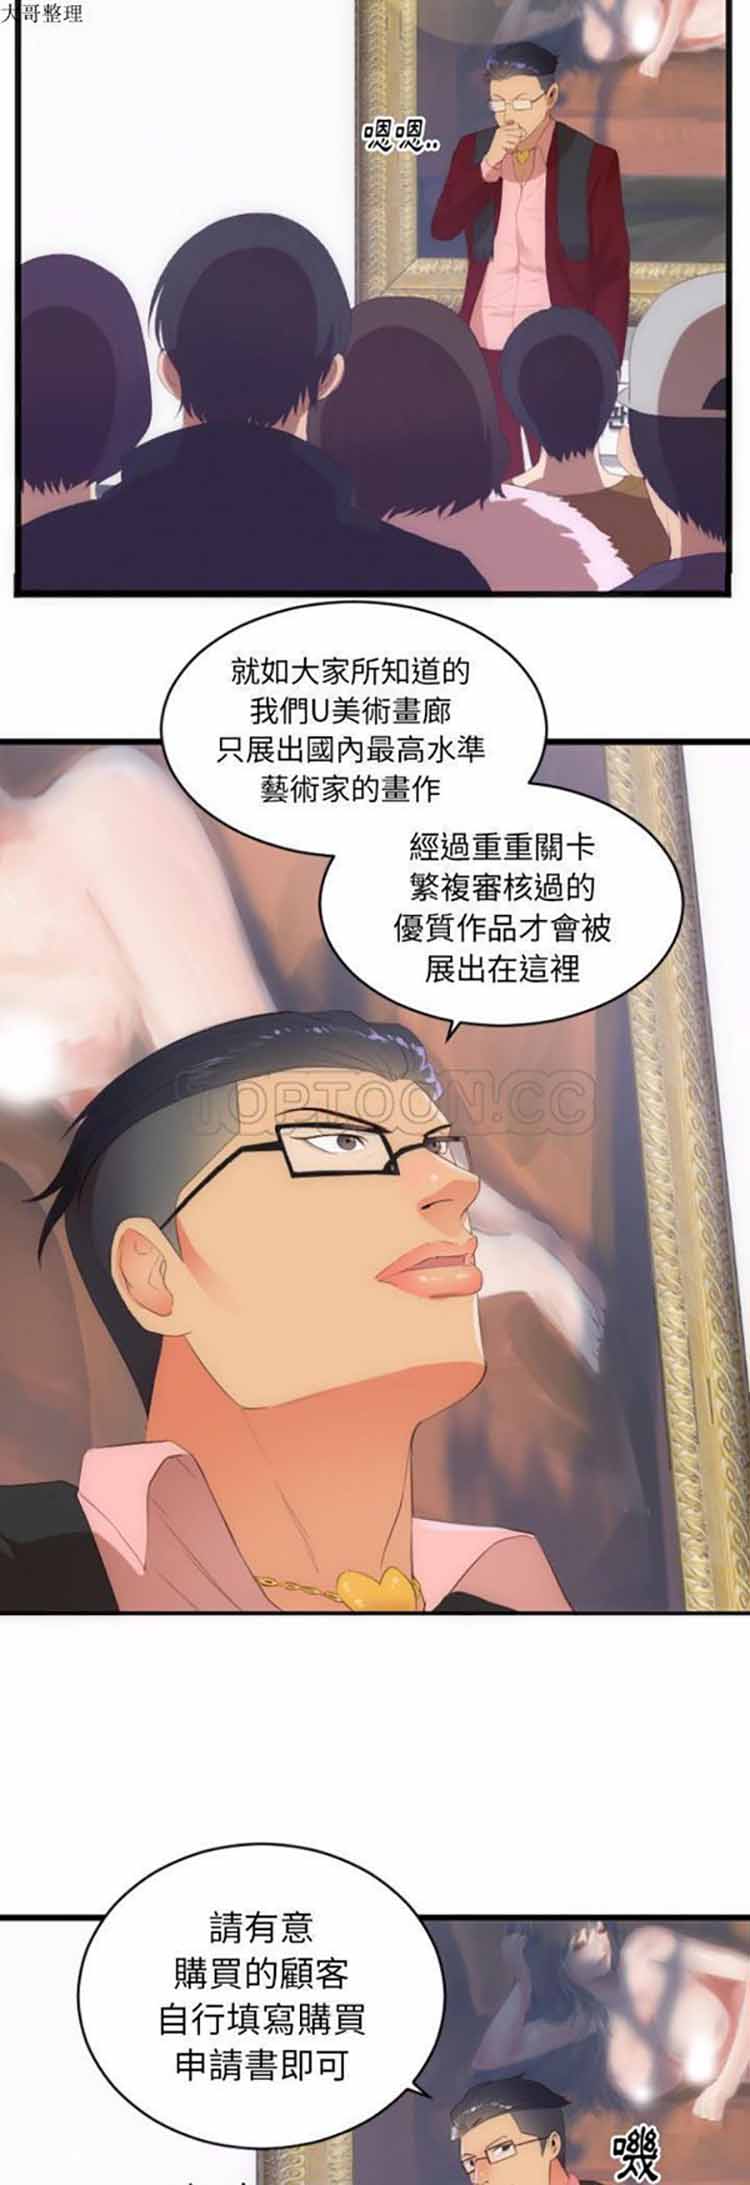 大哥整理
嗯嗯..
就如大家所知道的
我們U美術畫廊
只展出國內最高水準
藝術家的畫作
經過重重關卡
繁複審核過的
優質作品才會被
展出在這裡
TOPTOON.CC
請有意
購買的顧客
自行填寫購買
申請書即可
嘰